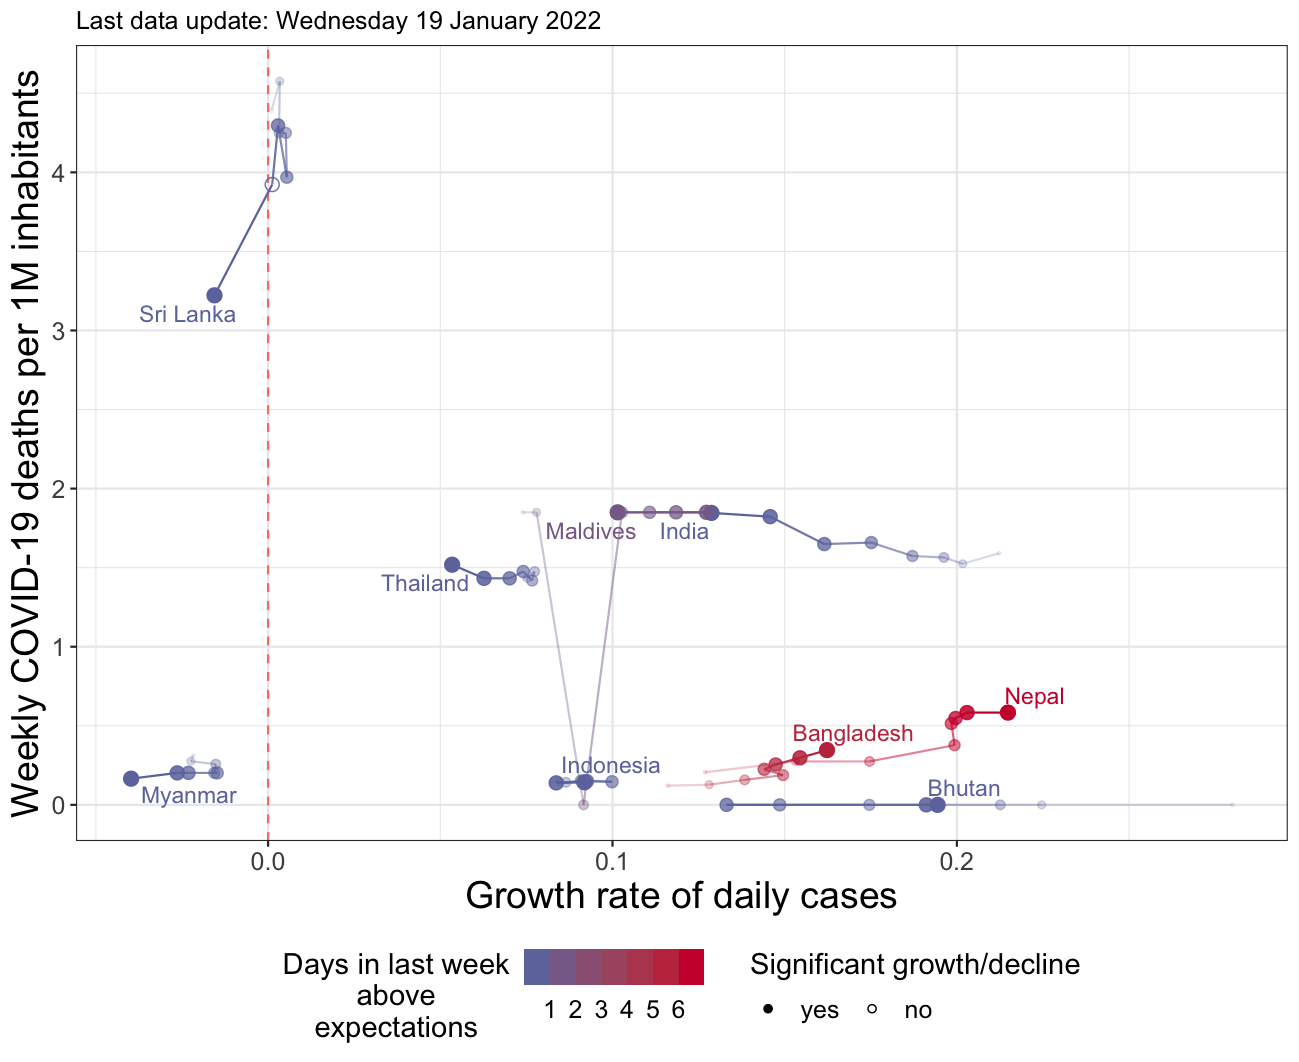 Last data update: Wednesday 19 January 2022
Weekly COVID-19 deaths per 1M inhabitants
4
3
2
1
0
Sri Lanka
Maldives
India
Thailand
Nepal
Bangladesh
Indonesia
Bhutan
Myanmar
0.0
0.1
0.2
Growth rate of daily cases
Days in last week
above
expectations
1 2 3 4 5 6
Significant growth/decline
yes no